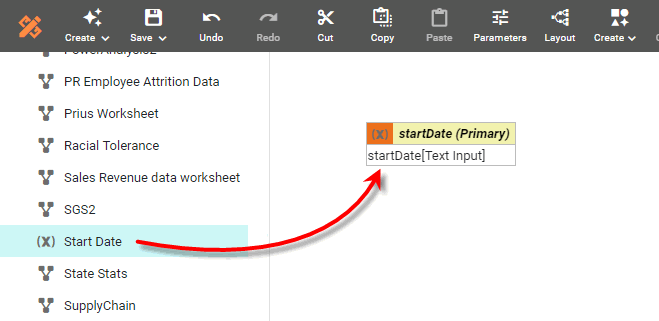 Create Save Undo Redo Cut Copy Paste Parameters Layout Create
PowerAnalysis2
PR Employee Attrition Data
Prius Worksheet
Racial Tolerance
Sales Revenue data worksheet
SGS2
(x) Start Date
State Stats
SupplyChain
(x) startDate (Primary)
startDate[Text Input]